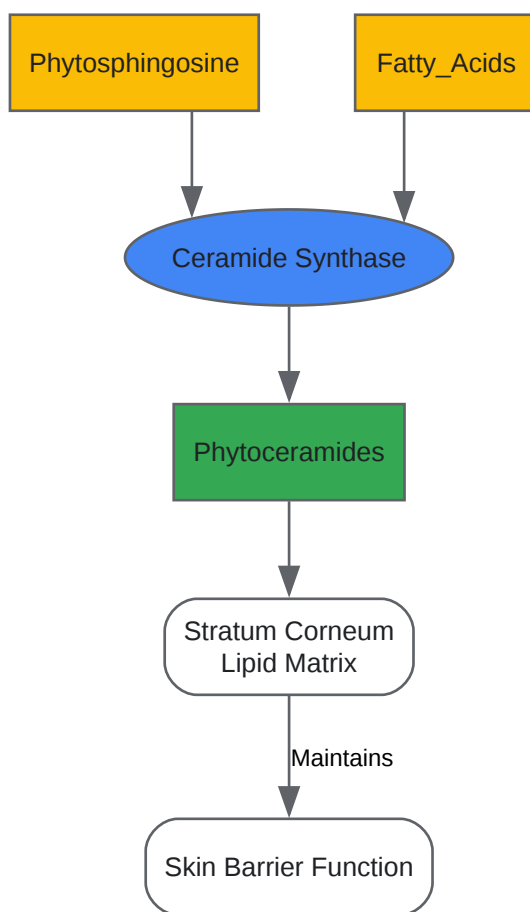 Phytosphingosine
Fatty_Acids
Ceramide Synthase
Phytoceramides
Stratum Corneum
Lipid Matrix
Maintains
Skin Barrier Function